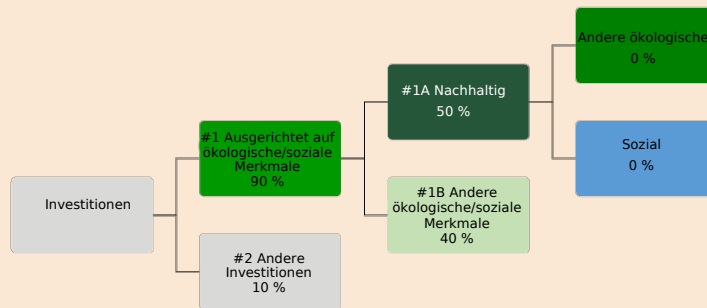 Investitionen
#1 Ausgerichtet auf
ökologische/soziale
Merkmale
90 %
#2 Andere
Investitionen
10 %
#1A Nachhaltig
50 %
#1B Andere
ökologische/soziale
Merkmale
40 %
Andere ökologische
0 %
Sozial
0 %